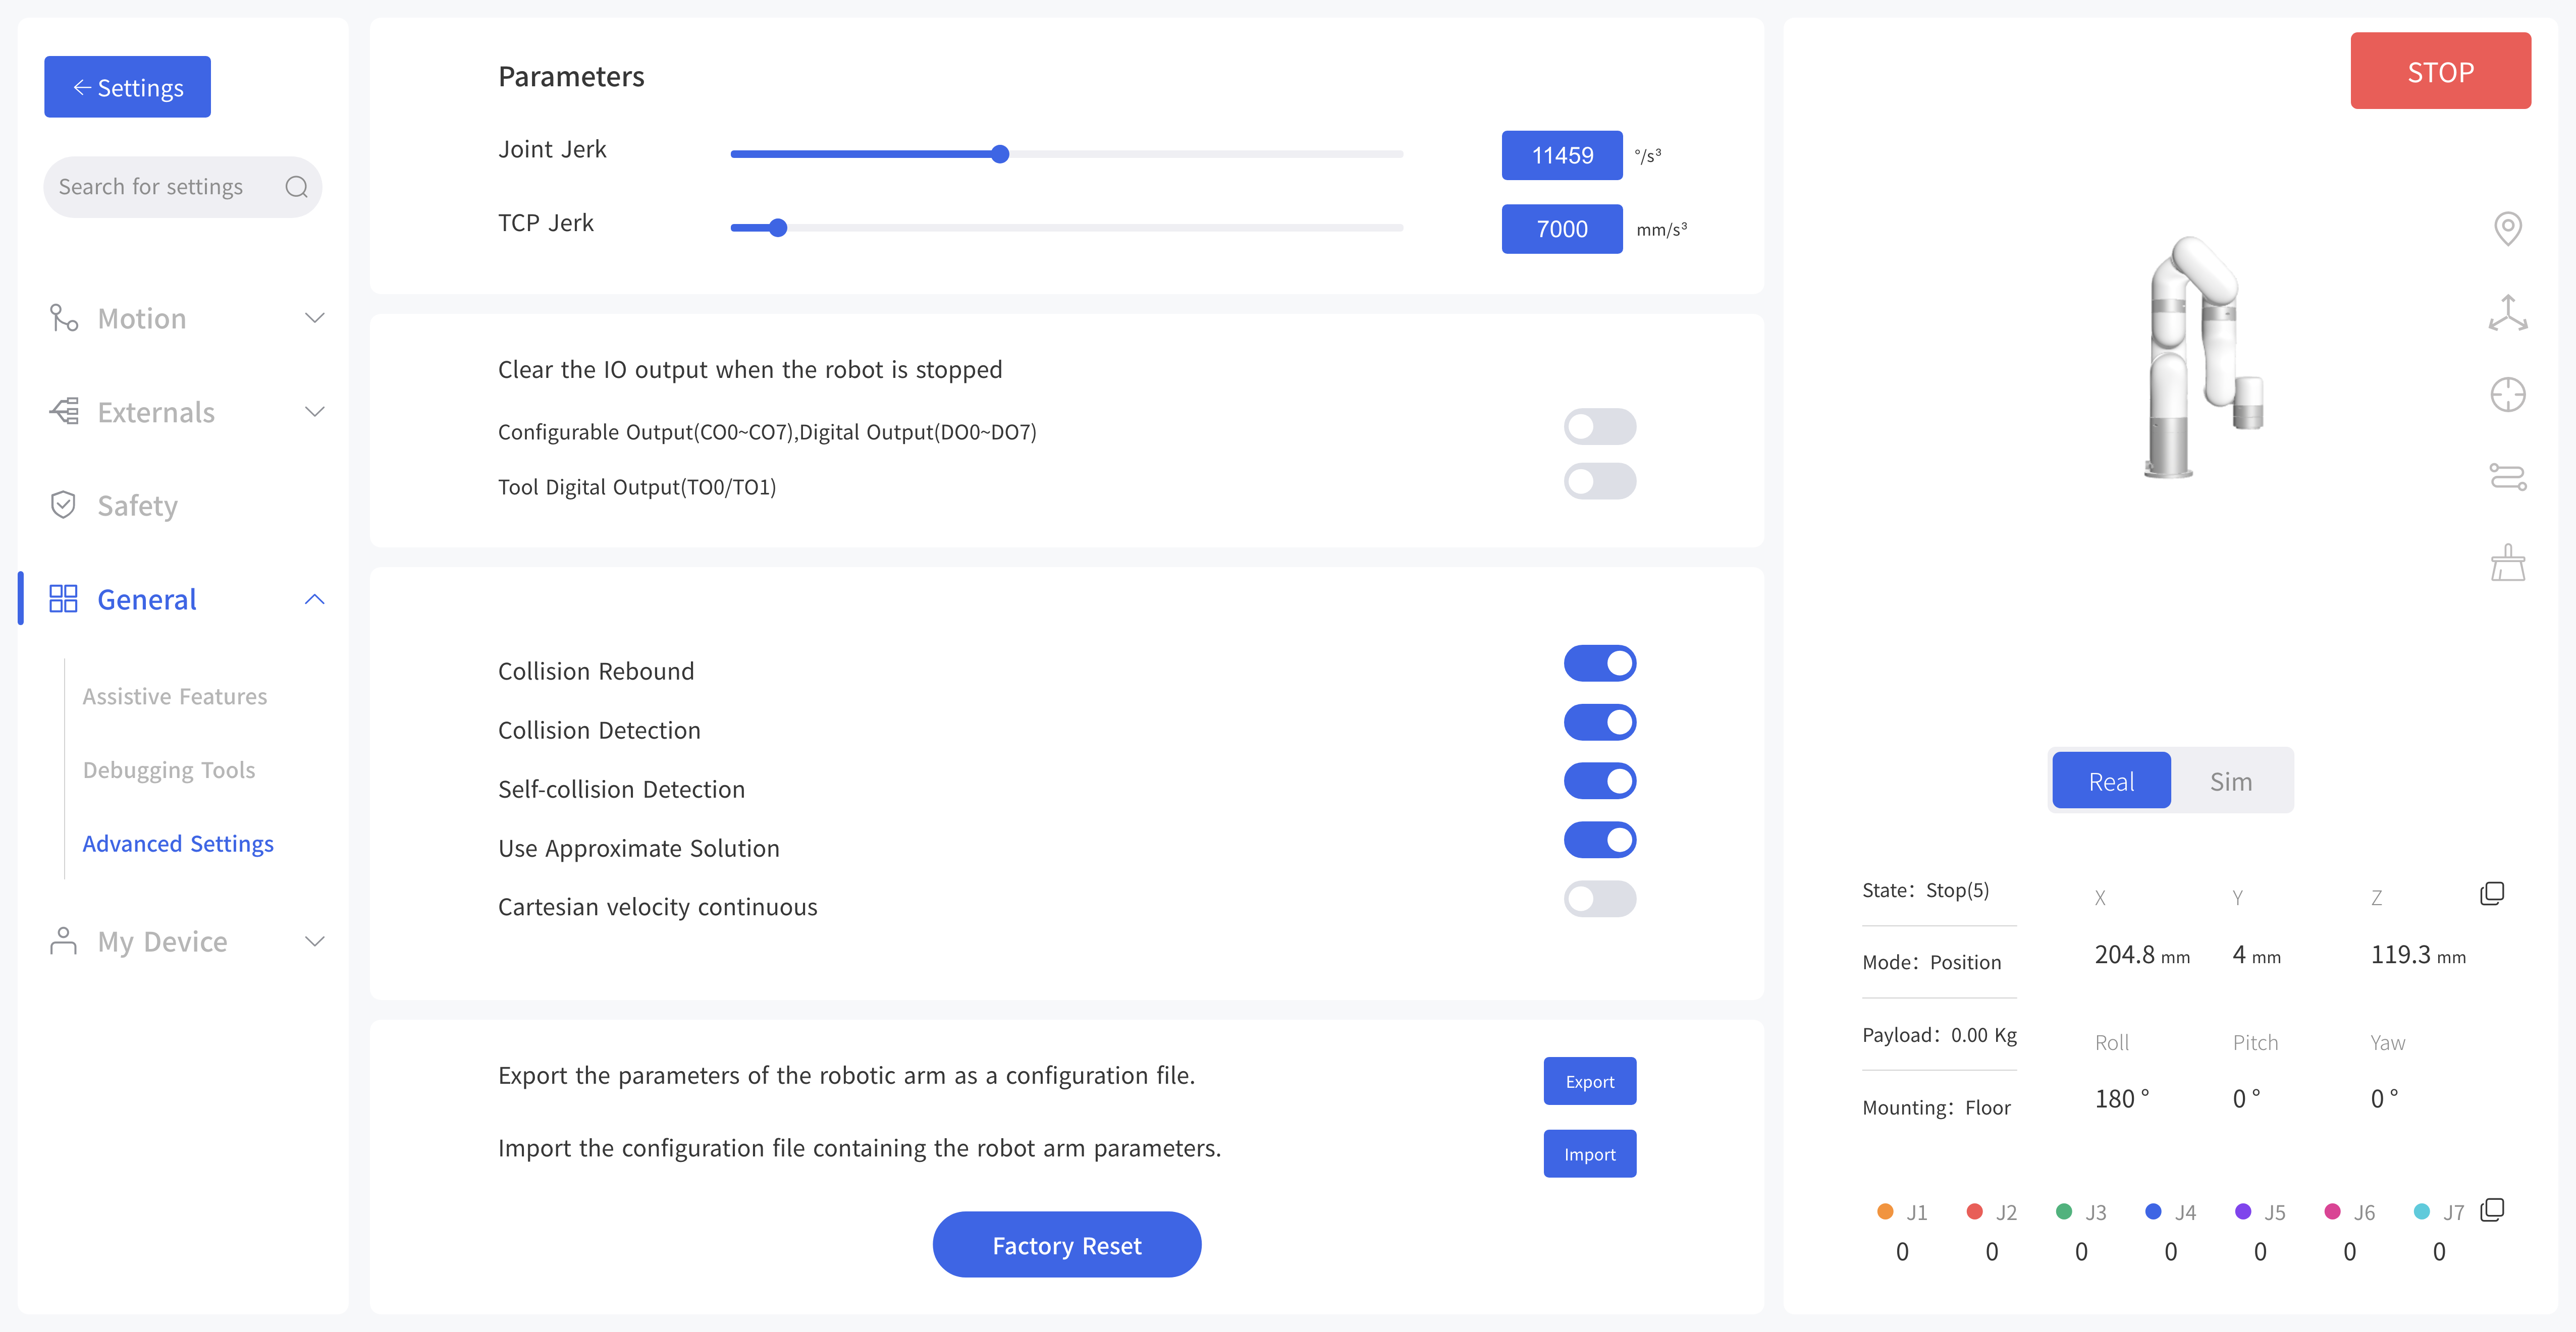 ← Settings
Search for settings
Motion
Externals
Safety
General
Assistive Features
Debugging Tools
Advanced Settings
My Device
Parameters
Joint Jerk 11459 °/s³
TCP Jerk 7000 mm/s³
Clear the IO output when the robot is stopped
Configurable Output(CO0~CO7),Digital Output(DO0~DO7)
Tool Digital Output(TO0/TO1)
Collision Rebound
Collision Detection
Self-collision Detection
Use Approximate Solution
Cartesian velocity continuous
Export the parameters of the robotic arm as a configuration file. Export
Import the configuration file containing the robot arm parameters. Import
Factory Reset
STOP
Real Sim
State: Stop(5)
Mode: Position
Payload: 0.00 Kg
Mounting: Floor
X Y Z
204.8 mm 4 mm 119.3 mm
Roll Pitch Yaw
180 ° 0 ° 0 °
J1 J2 J3 J4 J5 J6 J7
0 0 0 0 0 0 0